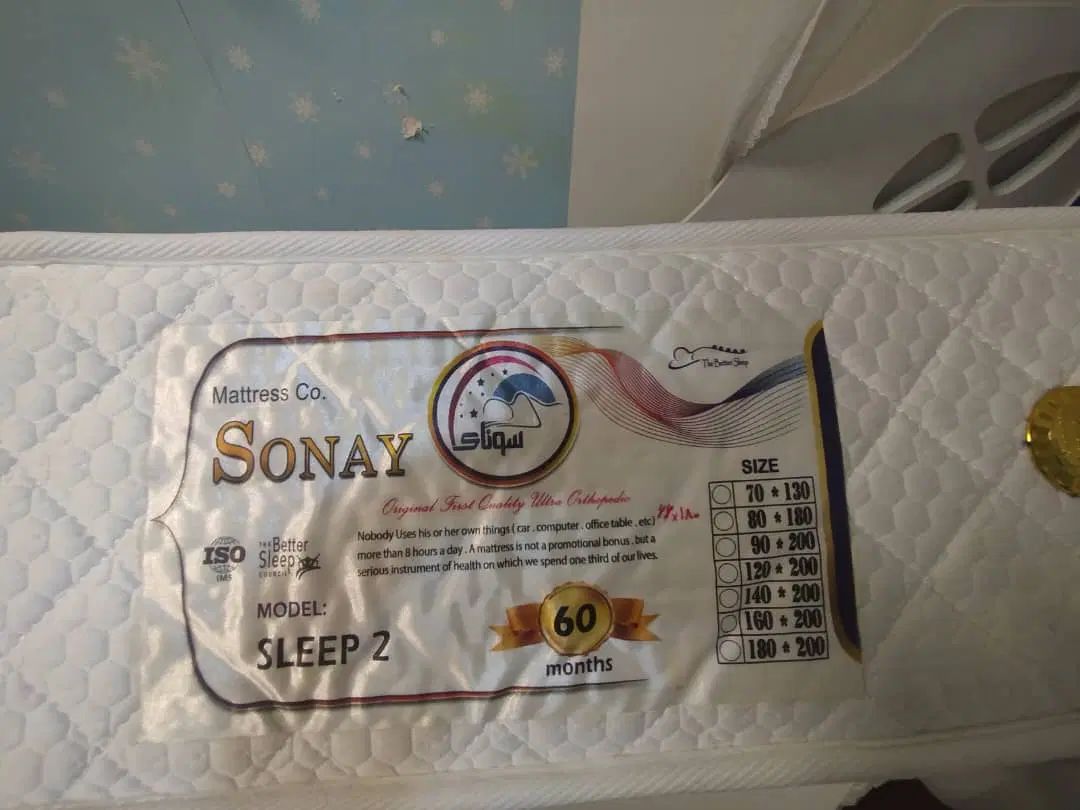 Mattress Co.
SONAY
سونای
The Better Sleep
Original First Quality Ultra Orthopedic
Nobody Uses his or her own things ( car . computer . office table . etc)
more than 8 hours a day . A mattress is not a promotional bonus . but a
serious instrument of health on which we spend one third of our lives.
ISO
IMS
THE Better
Sleep
COUNCIL
MODEL:
SLEEP 2
60
months
SIZE
70 * 130
80 * 180
90 * 200
120 * 200
140 * 200
160 * 200
180 * 200